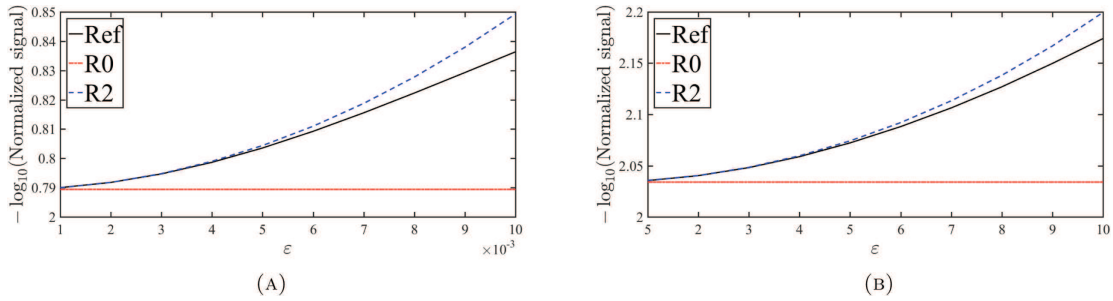 0.85
0.84
0.83
0.82
0.81
0.8
0.79
2
− log₁₀(Normalized signal)
Ref
R0
R2
1 2 3 4 5 6 7 8 9 10
×10⁻³
ε
(A)
2.2
2.15
2.1
2.05
2
− log₁₀(Normalized signal)
Ref
R0
R2
5 2 3 4 5 6 7 8 9 10
ε
(B)